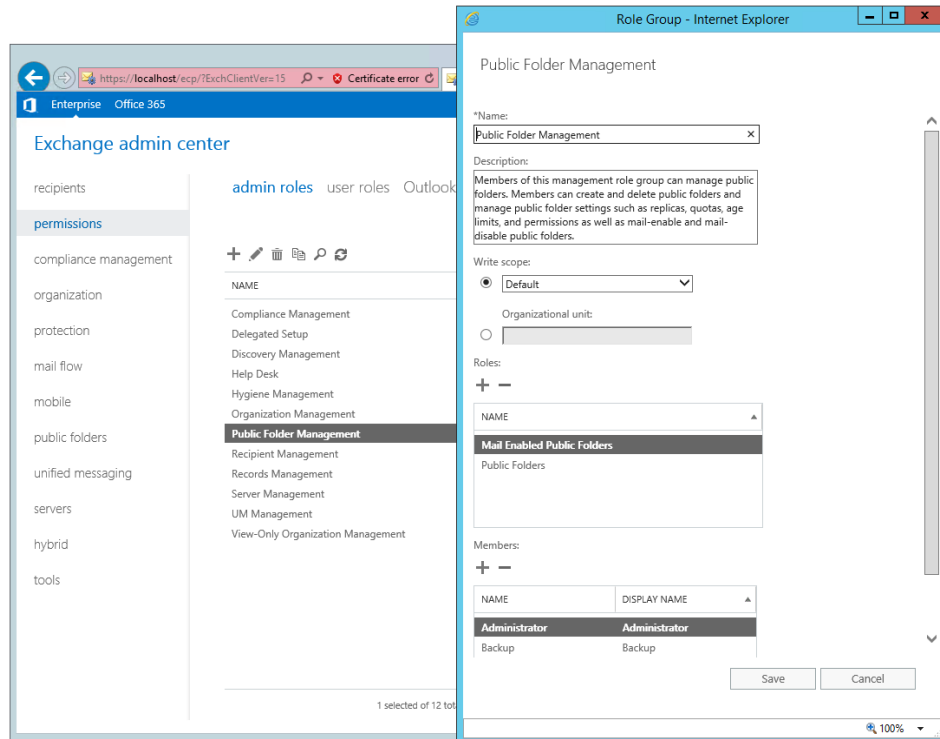 Role Group - Internet Explorer
https://localhost/ecp/?ExchClientVer=15
Certificate error
Enterprise Office 365
Exchange admin center
recipients
permissions
compliance management
organization
protection
mail flow
mobile
public folders
unified messaging
servers
hybrid
tools
admin roles user roles Outlook
NAME
Compliance Management
Delegated Setup
Discovery Management
Help Desk
Hygiene Management
Organization Management
Public Folder Management
Recipient Management
Records Management
Server Management
UM Management
View-Only Organization Management
1 selected of 12
Public Folder Management
*Name:
Public Folder Management
Description:
Members of this management role group can manage public
folders. Members can create and delete public folders and
manage public folder settings such as replicas, quotas, age
limits, and permissions as well as mail-enable and mail-
disable public folders.
Write scope:
Default
Organizational unit:
Roles:
NAME
Mail Enabled Public Folders
Public Folders
Members:
NAME DISPLAY NAME
Administrator Administrator
Backup Backup
Save Cancel
100%